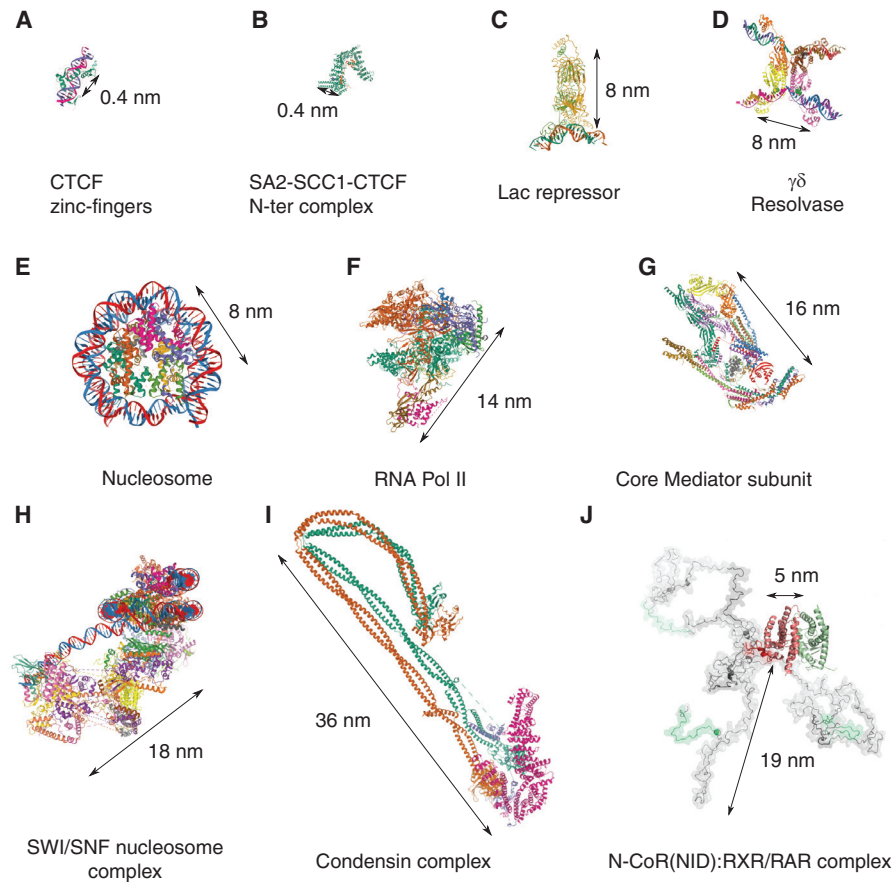 A
B
C
D
0.4 nm
0.4 nm
8 nm
8 nm
CTCF
zinc-fingers
SA2-SCC1-CTCF
N-ter complex
Lac repressor
γδ
Resolvase
E
F
G
8 nm
14 nm
16 nm
Nucleosome
RNA Pol II
Core Mediator subunit
H
I
J
18 nm
36 nm
5 nm
19 nm
SWI/SNF nucleosome
complex
Condensin complex
N-CoR(NID):RXR/RAR complex